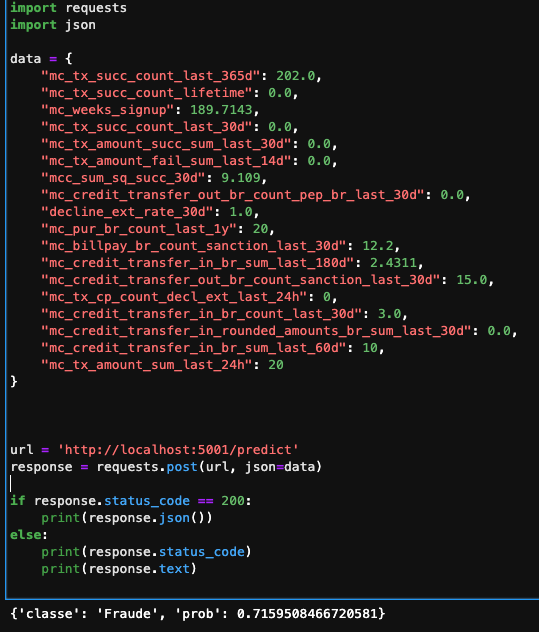 import requests
import json
data = {
    "mc_tx_succ_count_last_365d": 202.0,
    "mc_tx_succ_count_lifetime": 0.0,
    "mc_weeks_signup": 189.7143,
    "mc_tx_succ_count_last_30d": 0.0,
    "mc_tx_amount_succ_sum_last_30d": 0.0,
    "mc_tx_amount_fail_sum_last_14d": 0.0,
    "mcc_sum_sq_succ_30d": 9.109,
    "mc_credit_transfer_out_br_count_pep_br_last_30d": 0.0,
    "decline_ext_rate_30d": 1.0,
    "mc_pur_br_count_last_1y": 20,
    "mc_billpay_br_count_sanction_last_30d": 12.2,
    "mc_credit_transfer_in_br_sum_last_180d": 2.4311,
    "mc_credit_transfer_out_br_count_sanction_last_30d": 15.0,
    "mc_tx_cp_count_decl_ext_last_24h": 0,
    "mc_credit_transfer_in_br_count_last_30d": 3.0,
    "mc_credit_transfer_in_rounded_amounts_br_sum_last_30d": 0.0,
    "mc_credit_transfer_in_br_sum_last_60d": 10,
    "mc_tx_amount_sum_last_24h": 20
}
url = 'http://localhost:5001/predict'
response = requests.post(url, json=data)
if response.status_code == 200:
    print(response.json())
else:
    print(response.status_code)
    print(response.text)
{'classe': 'Fraude', 'prob': 0.7159508466720581}